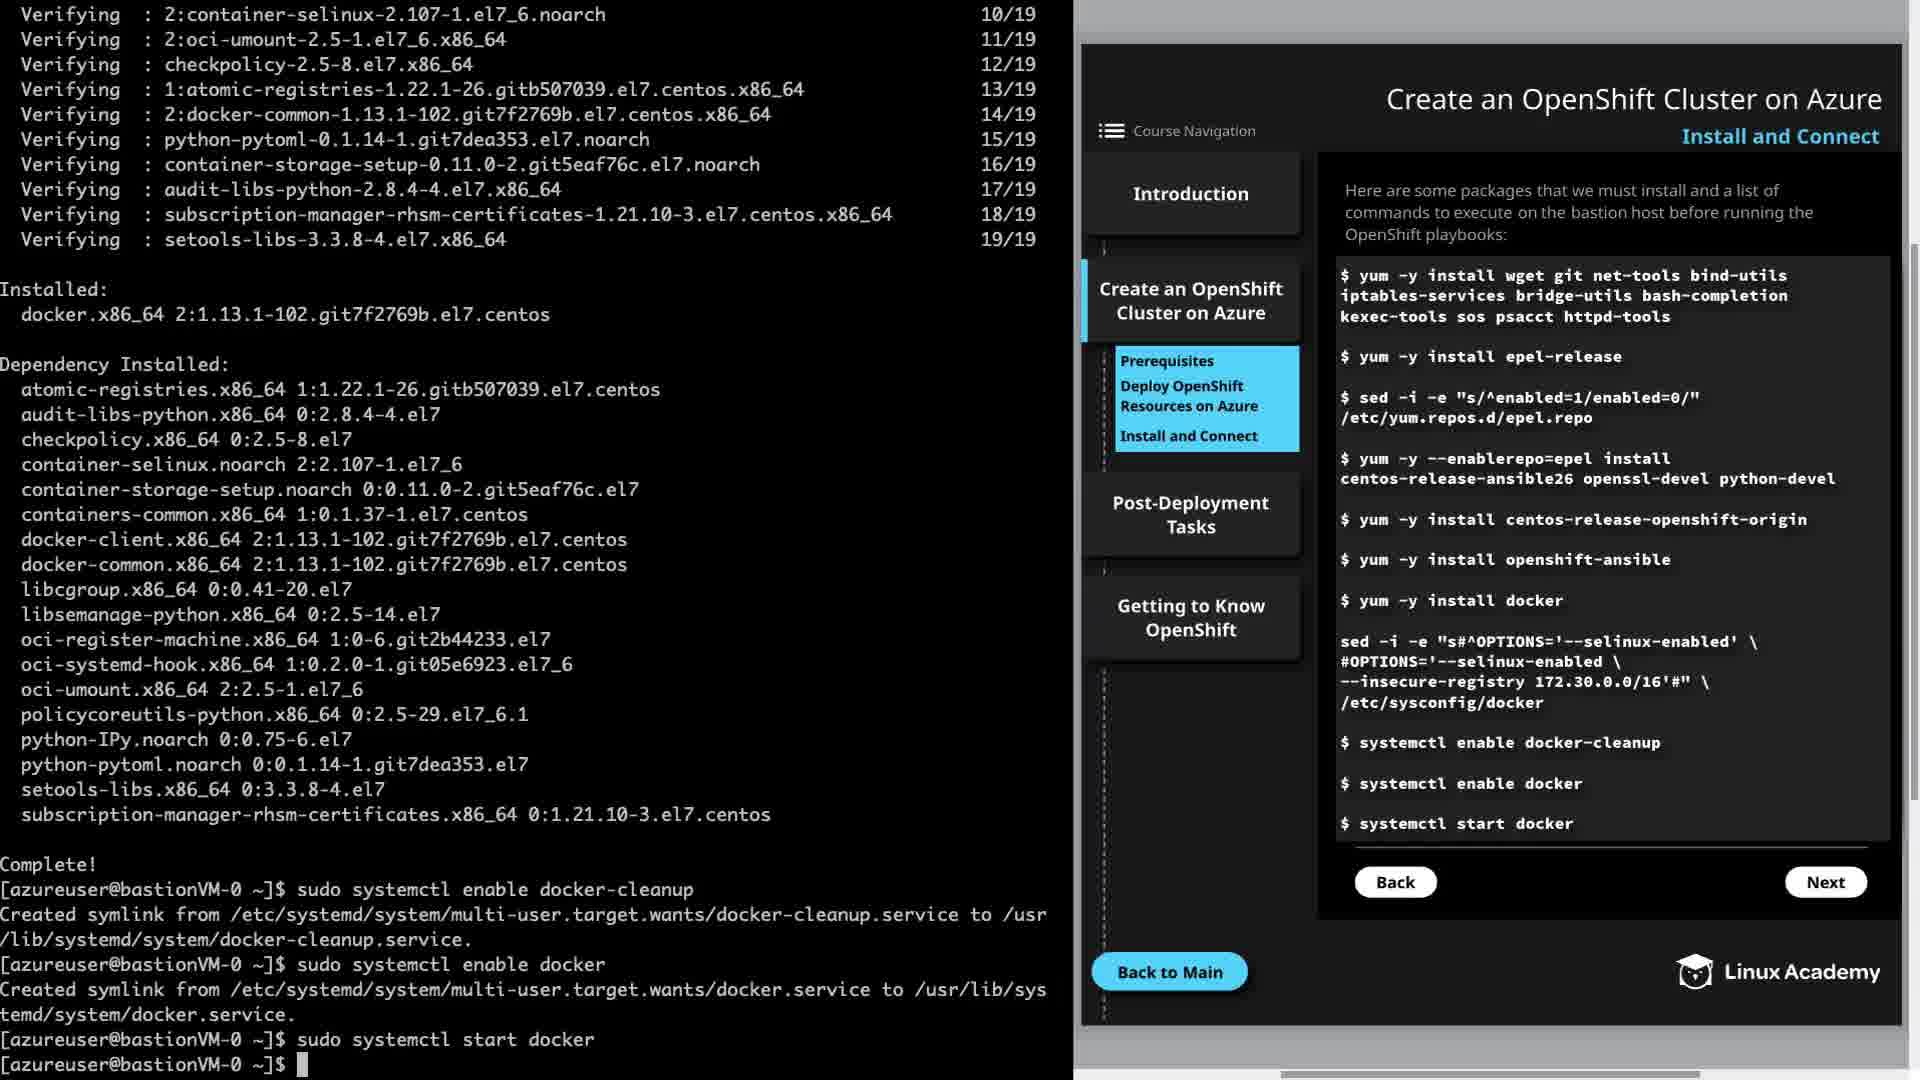 Verifying  : 2:container-selinux-2.107-1.el7_6.noarch 10/19
Verifying  : 2:oci-umount-2.5-1.el7_6.x86_64 11/19
Verifying  : checkpolicy-2.5-8.el7.x86_64 12/19
Verifying  : 1:atomic-registries-1.22.1-26.gitb507039.el7.centos.x86_64 13/19
Verifying  : 2:docker-common-1.13.1-102.git7f2769b.el7.centos.x86_64 14/19
Verifying  : python-pytoml-0.1.14-1.git7dea353.el7.noarch 15/19
Verifying  : container-storage-setup-0.11.0-2.git5eaf76c.el7.noarch 16/19
Verifying  : audit-libs-python-2.8.4-4.el7.x86_64 17/19
Verifying  : subscription-manager-rhsm-certificates-1.21.10-3.el7.centos.x86_64 18/19
Verifying  : setools-libs-3.3.8-4.el7.x86_64 19/19
Installed:
docker.x86_64 2:1.13.1-102.git7f2769b.el7.centos
Dependency Installed:
atomic-registries.x86_64 1:1.22.1-26.gitb507039.el7.centos
audit-libs-python.x86_64 0:2.8.4-4.el7
checkpolicy.x86_64 0:2.5-8.el7
container-selinux.noarch 2:2.107-1.el7_6
container-storage-setup.noarch 0:0.11.0-2.git5eaf76c.el7
containers-common.x86_64 1:0.1.37-1.el7.centos
docker-client.x86_64 2:1.13.1-102.git7f2769b.el7.centos
docker-common.x86_64 2:1.13.1-102.git7f2769b.el7.centos
libcgroup.x86_64 0:0.41-20.el7
libsemanage-python.x86_64 0:2.5-14.el7
oci-register-machine.x86_64 1:0-6.git2b44233.el7
oci-systemd-hook.x86_64 1:0.2.0-1.git05e6923.el7_6
oci-umount.x86_64 2:2.5-1.el7_6
policycoreutils-python.x86_64 0:2.5-29.el7_6.1
python-IPy.noarch 0:0.75-6.el7
python-pytoml.noarch 0:0.1.14-1.git7dea353.el7
setools-libs.x86_64 0:3.3.8-4.el7
subscription-manager-rhsm-certificates.x86_64 0:1.21.10-3.el7.centos
Complete!
[azureuser@bastionVM-0 ~]$ sudo systemctl enable docker-cleanup
Created symlink from /etc/systemd/system/multi-user.target.wants/docker-cleanup.service to /usr
/lib/systemd/system/docker-cleanup.service.
[azureuser@bastionVM-0 ~]$ sudo systemctl enable docker
Created symlink from /etc/systemd/system/multi-user.target.wants/docker.service to /usr/lib/sys
temd/system/docker.service.
[azureuser@bastionVM-0 ~]$ sudo systemctl start docker
[azureuser@bastionVM-0 ~]$
Create an OpenShift Cluster on Azure
Install and Connect
Course Navigation
Introduction
Create an OpenShift
Cluster on Azure
Prerequisites
Deploy OpenShift
Resources on Azure
Install and Connect
Post-Deployment
Tasks
Getting to Know
OpenShift
Back to Main
Here are some packages that we must install and a list of
commands to execute on the bastion host before running the
OpenShift playbooks:
$ yum -y install wget git net-tools bind-utils
iptables-services bridge-utils bash-completion
kexec-tools sos psacct httpd-tools
$ yum -y install epel-release
$ sed -i -e "s/^enabled=1/enabled=0/"
/etc/yum.repos.d/epel.repo
$ yum -y --enablerepo=epel install
centos-release-ansible26 openssl-devel python-devel
$ yum -y install centos-release-openshift-origin
$ yum -y install openshift-ansible
$ yum -y install docker
sed -i -e "s#^OPTIONS='--selinux-enabled' \
#OPTIONS='--selinux-enabled \
--insecure-registry 172.30.0.0/16'#" \
/etc/sysconfig/docker
$ systemctl enable docker-cleanup
$ systemctl enable docker
$ systemctl start docker
Back
Next
Linux Academy